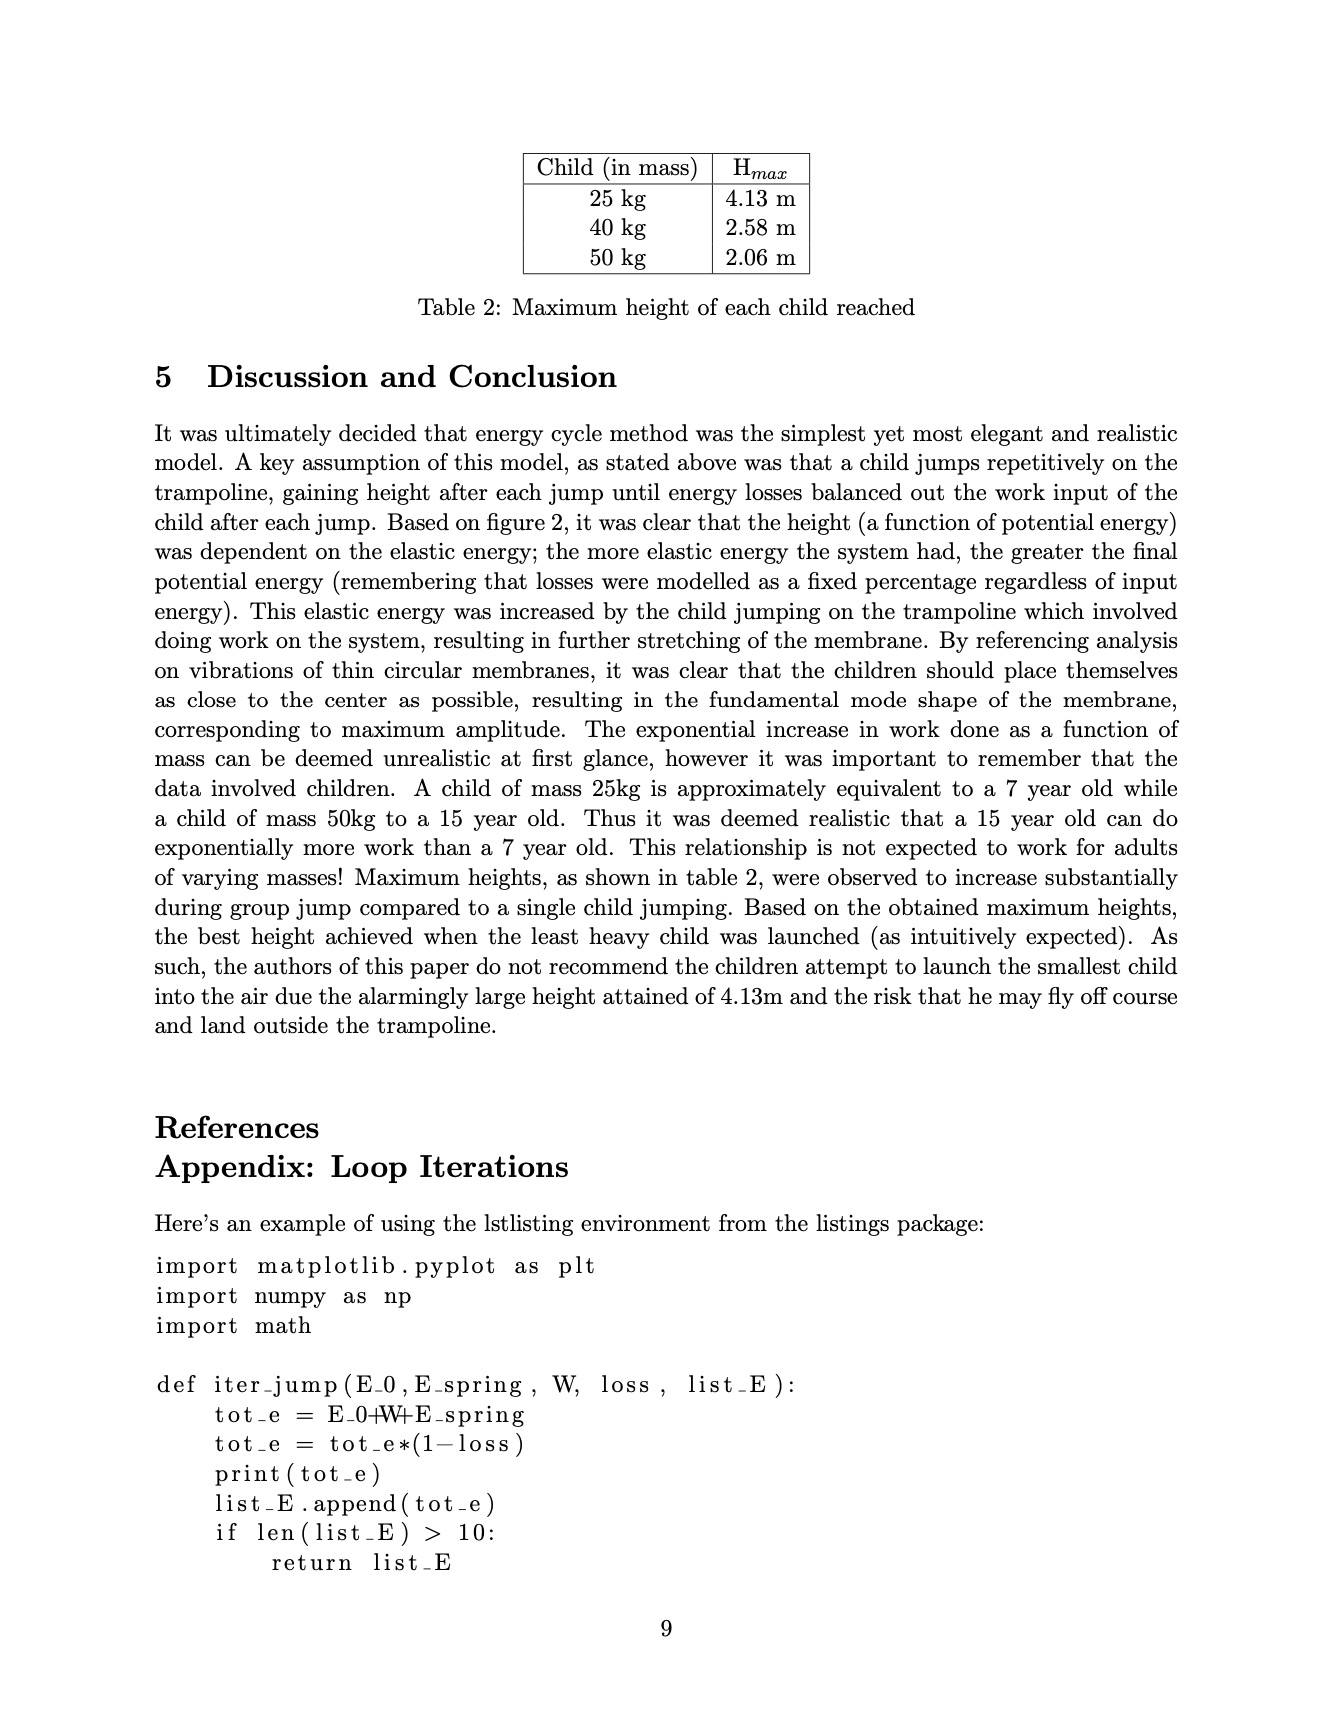 Child (in mass) H_max
25 kg 4.13 m
40 kg 2.58 m
50 kg 2.06 m
Table 2: Maximum height of each child reached
5 Discussion and Conclusion
It was ultimately decided that energy cycle method was the simplest yet most elegant and realistic
model. A key assumption of this model, as stated above was that a child jumps repetitively on the
trampoline, gaining height after each jump until energy losses balanced out the work input of the
child after each jump. Based on figure 2, it was clear that the height (a function of potential energy)
was dependent on the elastic energy; the more elastic energy the system had, the greater the final
potential energy (remembering that losses were modelled as a fixed percentage regardless of input
energy). This elastic energy was increased by the child jumping on the trampoline which involved
doing work on the system, resulting in further stretching of the membrane. By referencing analysis
on vibrations of thin circular membranes, it was clear that the children should place themselves
as close to the center as possible, resulting in the fundamental mode shape of the membrane,
corresponding to maximum amplitude. The exponential increase in work done as a function of
mass can be deemed unrealistic at first glance, however it was important to remember that the
data involved children. A child of mass 25kg is approximately equivalent to a 7 year old while
a child of mass 50kg to a 15 year old. Thus it was deemed realistic that a 15 year old can do
exponentially more work than a 7 year old. This relationship is not expected to work for adults
of varying masses! Maximum heights, as shown in table 2, were observed to increase substantially
during group jump compared to a single child jumping. Based on the obtained maximum heights,
the best height achieved when the least heavy child was launched (as intuitively expected). As
such, the authors of this paper do not recommend the children attempt to launch the smallest child
into the air due the alarmingly large height attained of 4.13m and the risk that he may fly off course
and land outside the trampoline.
References
Appendix: Loop Iterations
Here's an example of using the lstlisting environment from the listings package:
import matplotlib.pyplot as plt
import numpy as np
import math
def iter_jump(E_0,E_spring, W, loss, list_E):
    tot_e = E_0+W+E_spring
    tot_e = tot_e*(1-loss)
    print(tot_e)
    list_E.append(tot_e)
    if len(list_E) > 10:
        return list_E
9